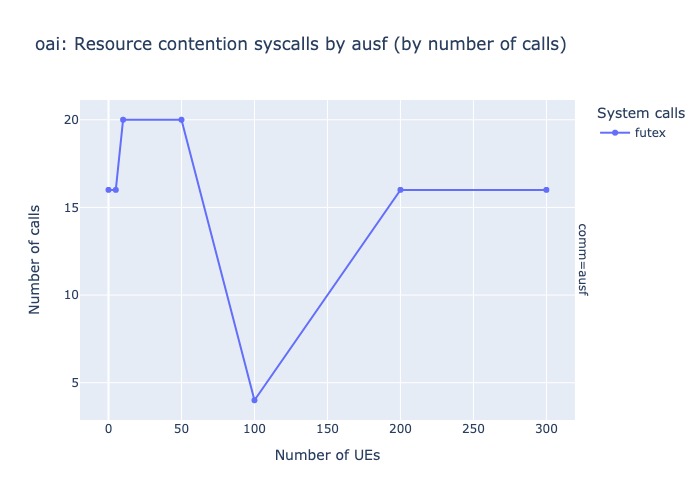 oai: Resource contention syscalls by ausf (by number of calls)
System calls
futex
Number of calls
20
15
10
5
comm=ausf
0 50 100 150 200 250 300
Number of UEs